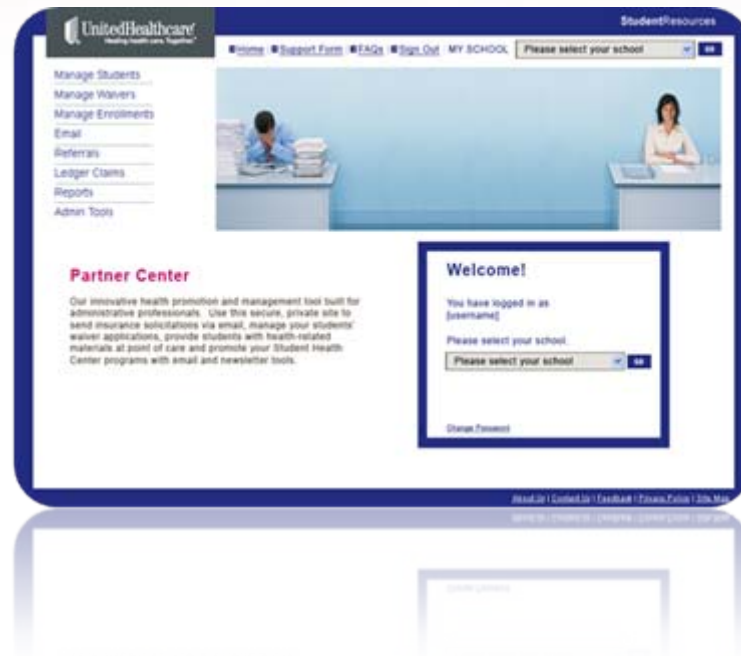 StudentResources
UnitedHealthcare®
Healing health care. Together.™
Home Support Form FAQs Sign Out MY SCHOOL Please select your school GO
Manage Students
Manage Waivers
Manage Enrollments
Email
Referrals
Ledger Claims
Reports
Admin Tools
Partner Center
Our innovative health promotion and management tool built for
administrative professionals. Use this secure, private site to
send insurance solicitations via email, manage your students'
waiver applications, provide students with health-related
materials at point of care and promote your Student Health
Center programs with email and newsletter tools.
Welcome!
You have logged in as
[username]
Please select your school.
Please select your school GO
Change Password
About Us | Contact Us | Feedback | Privacy Policy | Site Map